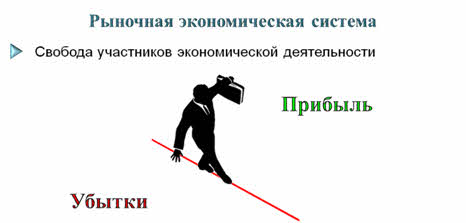 Рыночная экономическая система
Свобода участников экономической деятельности
Прибыль
Убытки